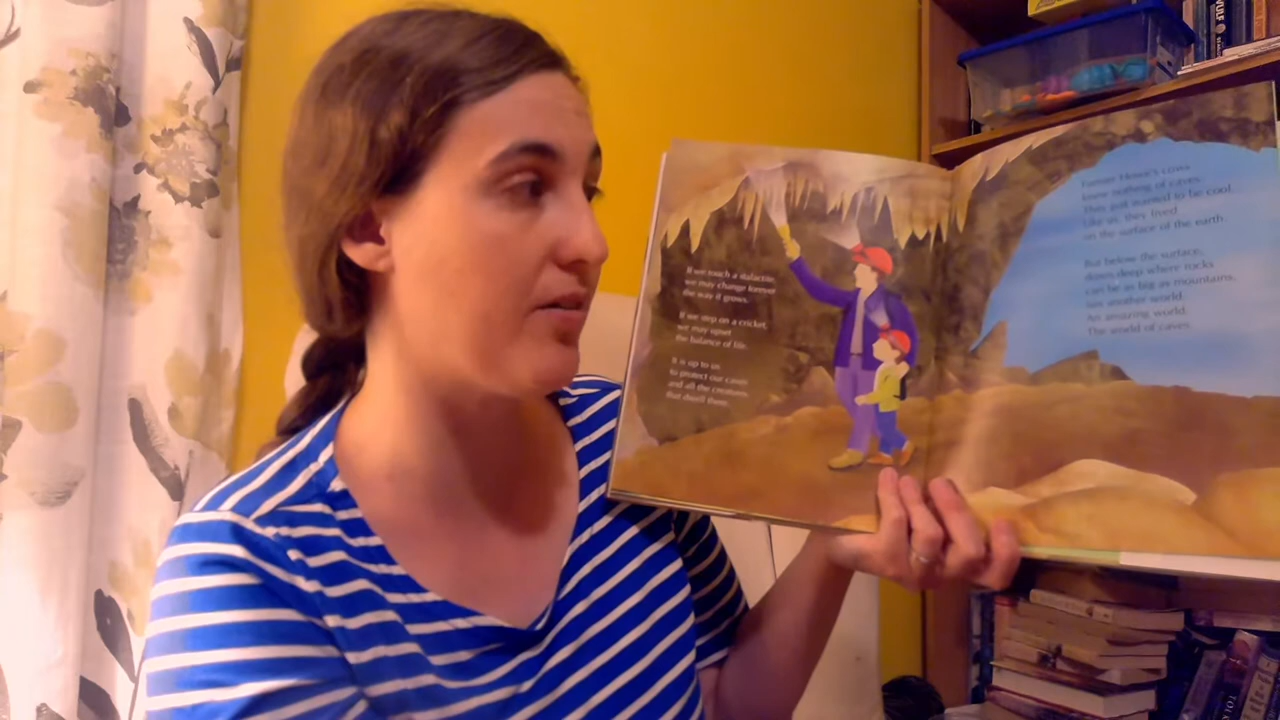 If we touch a stalactite,
we may change forever
the way it grows.
If we step on a cricket,
we may upset
the balance of life.
It is up to us
to protect our caves
and all the creatures
that dwell there.
Farmer Howe's cows
knew nothing of caves.
They just wanted to be cool.
Like us, they lived
on the surface of the earth.
But below the surface,
down deep where rocks
can be as big as mountains,
lies another world.
An amazing world.
The world of caves.
WULF